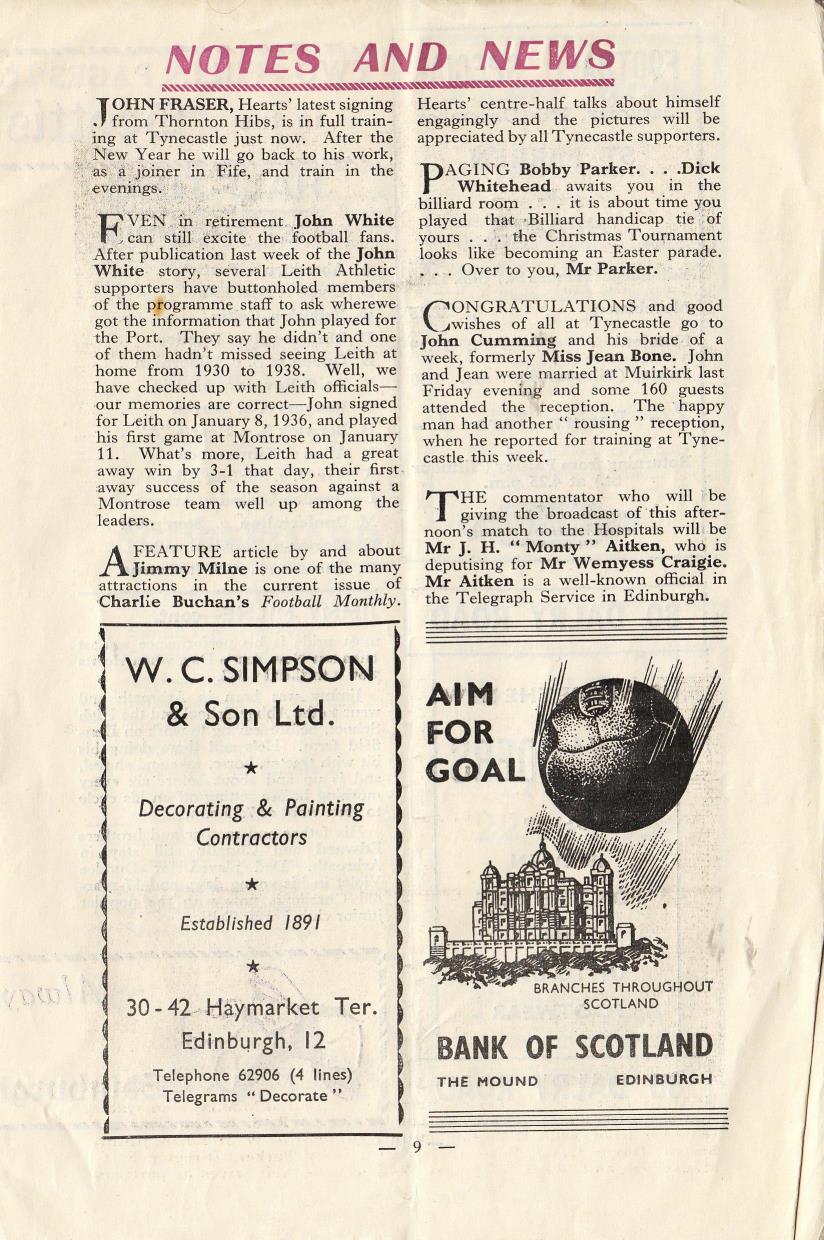 NOTES AND NEWS
JOHN FRASER, Hearts' latest signing
from Thornton Hibs, is in full train-
ing at Tynecastle just now. After the
New Year he will go back to his work,
as a joiner in Fife, and train in the
evenings.
EVEN in retirement John White
can still excite the football fans.
After publication last week of the John
White story, several Leith Athletic
supporters have buttonholed members
of the programme staff to ask wherewe
got the information that John played for
the Port. They say he didn't and one
of them hadn't missed seeing Leith at
home from 1930 to 1938. Well, we
have checked up with Leith officials—
our memories are correct—John signed
for Leith on January 8, 1936, and played
his first game at Montrose on January
11. What's more, Leith had a great
away win by 3-1 that day, their first
away success of the season against a
Montrose team well up among the
leaders.
A FEATURE article by and about
Jimmy Milne is one of the many
attractions in the current issue of
Charlie Buchan's Football Monthly.
Hearts' centre-half talks about himself
engagingly and the pictures will be
appreciated by all Tynecastle supporters.
PAGING Bobby Parker. . . .Dick
Whitehead awaits you in the
billiard room . . . it is about time you
played that Billiard handicap tie of
yours . . . the Christmas Tournament
looks like becoming an Easter parade.
. . . Over to you, Mr Parker.
CONGRATULATIONS and good
wishes of all at Tynecastle go to
John Cumming and his bride of a
week, formerly Miss Jean Bone. John
and Jean were married at Muirkirk last
Friday evening and some 160 guests
attended the reception. The happy
man had another " rousing " reception,
when he reported for training at Tyne-
castle this week.
THE commentator who will be
giving the broadcast of this after-
noon's match to the Hospitals will be
Mr J. H. " Monty " Aitken, who is
deputising for Mr Wemyess Craigie.
Mr Aitken is a well-known official in
the Telegraph Service in Edinburgh.
W. C. SIMPSON
& Son Ltd.
Decorating & Painting
Contractors
Established 1891
30-42 Haymarket Ter.
Edinburgh, 12
Telephone 62906 (4 lines)
Telegrams "Decorate"
AIM
FOR
GOAL
BRANCHES THROUGHOUT
SCOTLAND
BANK OF SCOTLAND
THE MOUND EDINBURGH
— 9 —